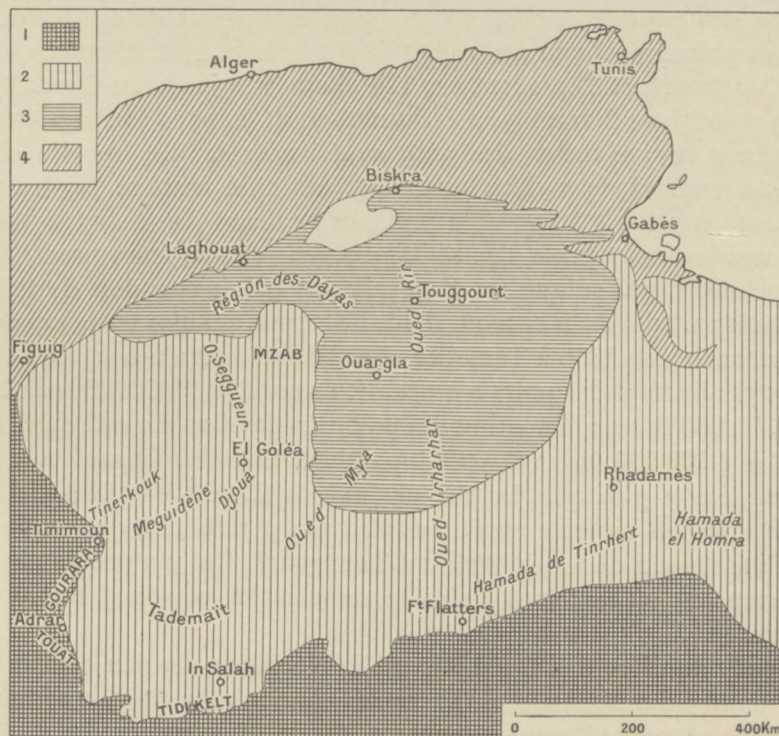 1
2
3
4
Alger
Tunis
Biskra
Gabès
Laghouat
Région des Dayas
Oued Rir
Touggourt
Figuig
O. Seggueur
MZAB
Ouargla
El Goléa
Oued Mya
Oued Irharhar
Rhadamès
Tinerkouk
Meguidène
Djoua
Timimoun
Hamada
el Homra
GOURARA
Hamada de Tinrhert
Tademaït
Ft Flatters
Adrar
TOUAT
In Salah
TIDIKELT
0 200 400Km